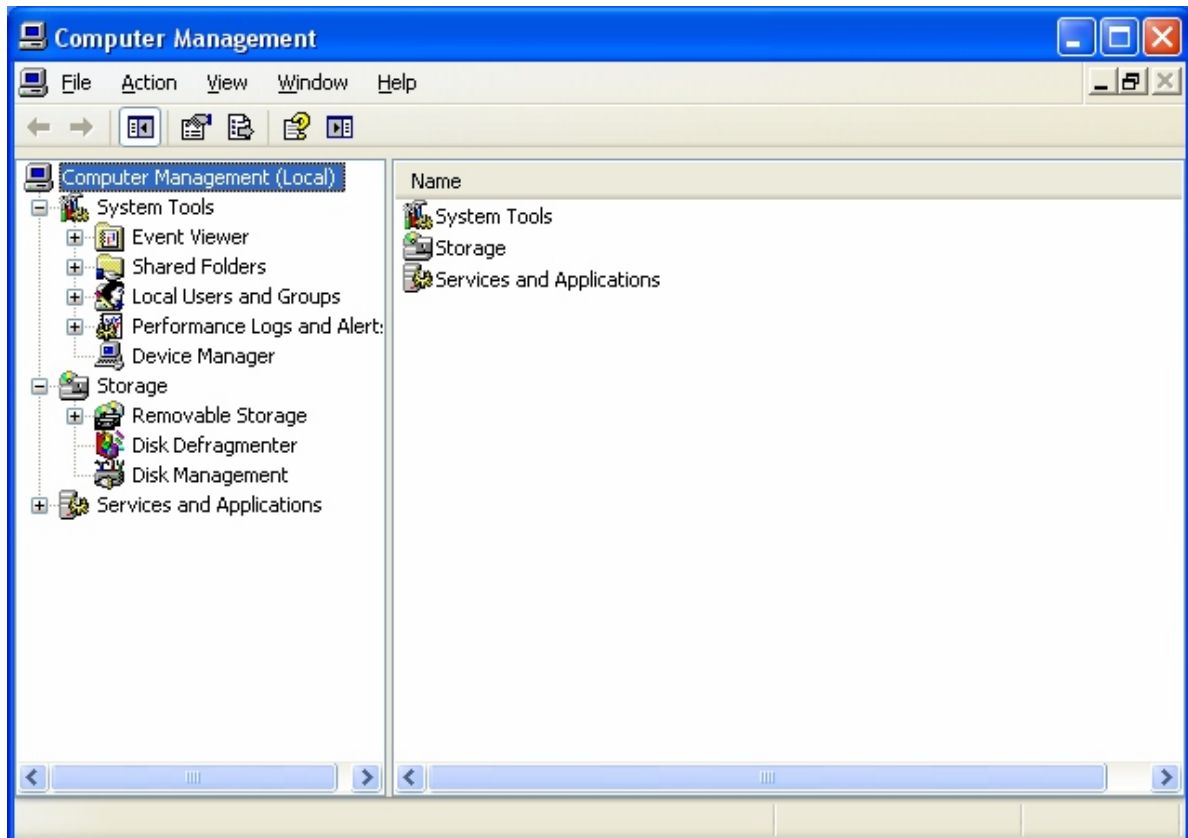 Computer Management
File Action View Window Help
Computer Management (Local)
System Tools
Event Viewer
Shared Folders
Local Users and Groups
Performance Logs and Alert:
Device Manager
Storage
Removable Storage
Disk Defragmenter
Disk Management
Services and Applications
Name
System Tools
Storage
Services and Applications